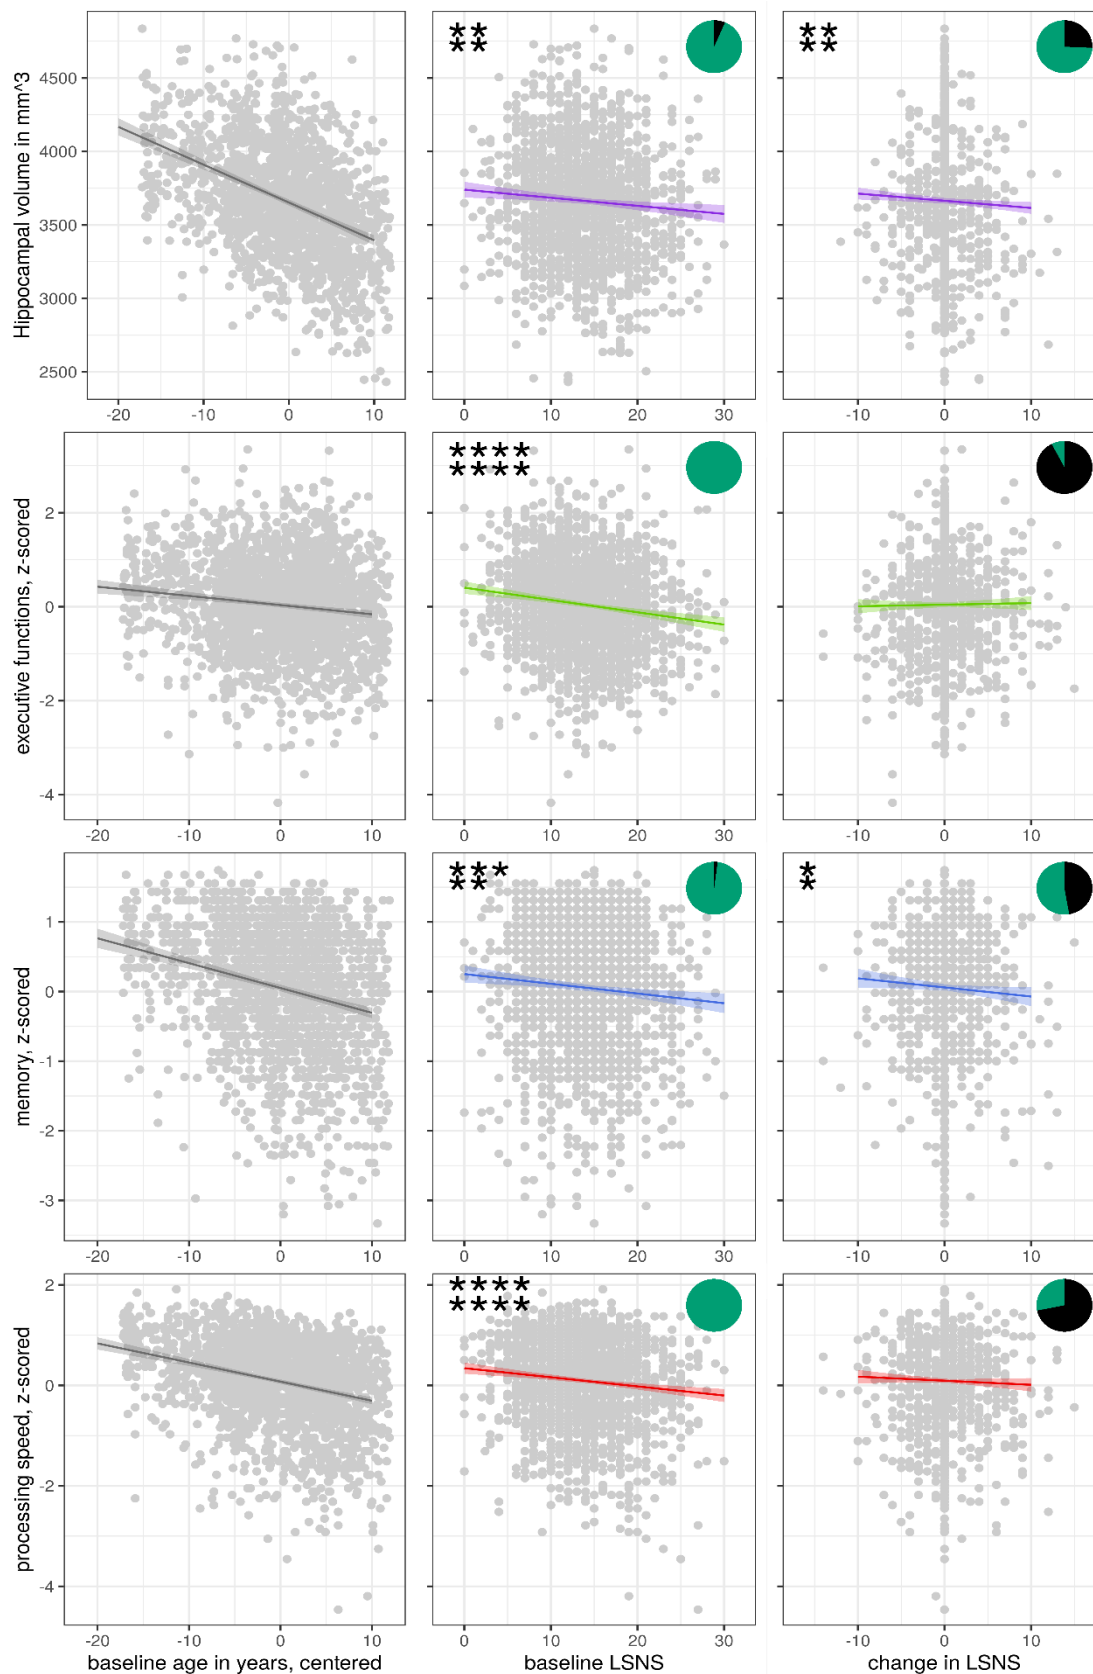 Hippocampal volume in mm^3
4500
4000
3500
3000
2500
-20 -10 0 10
** 
**
0 10 20 30
**
**
-10 0 10
executive functions, z-scored
2
0
-2
-4
-20 -10 0 10
****
****
0 10 20 30
-10 0 10
memory, z-scored
1
0
-1
-2
-3
-20 -10 0 10
***
**
0 10 20 30
*
*
-10 0 10
processing speed, z-scored
2
0
-2
-4
-20 -10 0 10
****
****
0 10 20 30
-10 0 10
baseline age in years, centered
baseline LSNS
change in LSNS